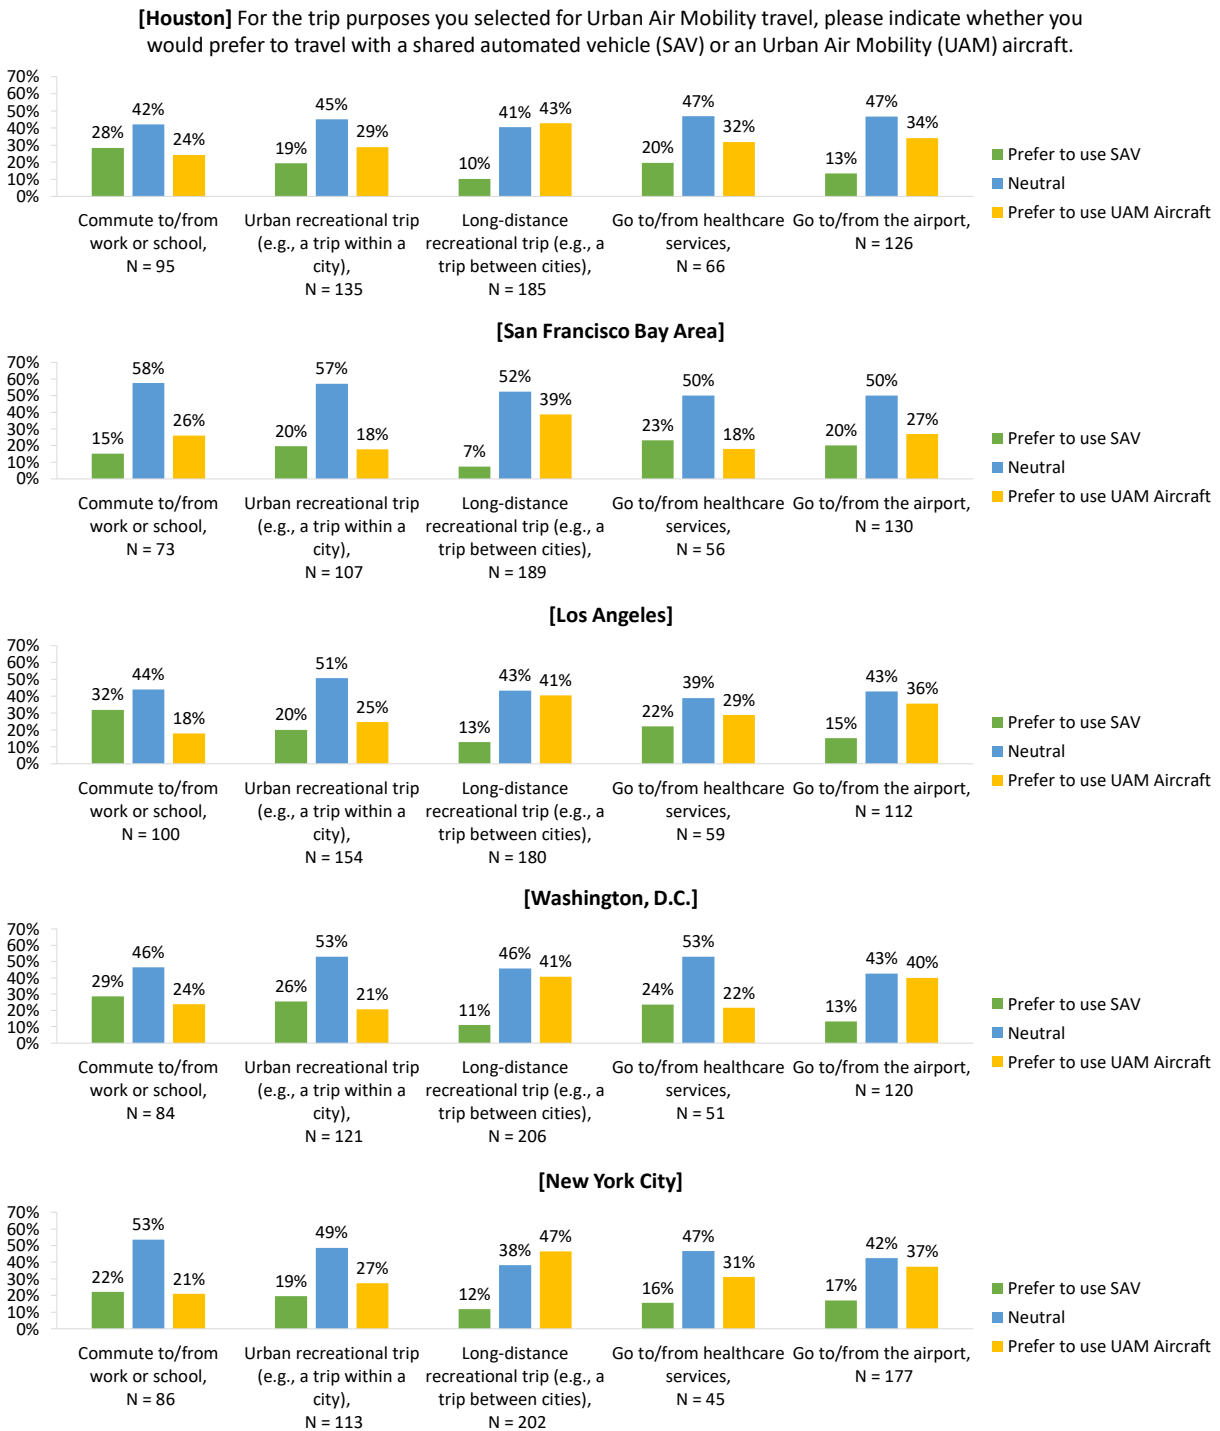 [Houston] For the trip purposes you selected for Urban Air Mobility travel, please indicate whether you
would prefer to travel with a shared automated vehicle (SAV) or an Urban Air Mobility (UAM) aircraft.
70%
60%
50%
40%
30%
20%
10%
0%
28% 42% 24%
19% 45% 29%
10% 41% 43%
20% 47% 32%
13% 47% 34%
Commute to/from
work or school,
N = 95
Urban recreational trip
(e.g., a trip within a
city),
N = 135
Long-distance
recreational trip (e.g., a
trip between cities),
N = 185
Go to/from healthcare
services,
N = 66
Go to/from the airport,
N = 126
Prefer to use SAV
Neutral
Prefer to use UAM Aircraft
[San Francisco Bay Area]
70%
60%
50%
40%
30%
20%
10%
0%
15% 58% 26%
20% 57% 18%
7% 52% 39%
23% 50% 18%
20% 50% 27%
Commute to/from
work or school,
N = 73
Urban recreational trip
(e.g., a trip within a
city),
N = 107
Long-distance
recreational trip (e.g., a
trip between cities),
N = 189
Go to/from healthcare
services,
N = 56
Go to/from the airport,
N = 130
Prefer to use SAV
Neutral
Prefer to use UAM Aircraft
[Los Angeles]
70%
60%
50%
40%
30%
20%
10%
0%
32% 44% 18%
20% 51% 25%
13% 43% 41%
22% 39% 29%
15% 43% 36%
Commute to/from
work or school,
N = 100
Urban recreational trip
(e.g., a trip within a
city),
N = 154
Long-distance
recreational trip (e.g., a
trip between cities),
N = 180
Go to/from healthcare
services,
N = 59
Go to/from the airport,
N = 112
Prefer to use SAV
Neutral
Prefer to use UAM Aircraft
[Washington, D.C.]
70%
60%
50%
40%
30%
20%
10%
0%
29% 46% 24%
26% 53% 21%
11% 46% 41%
24% 53% 22%
13% 43% 40%
Commute to/from
work or school,
N = 84
Urban recreational trip
(e.g., a trip within a
city),
N = 121
Long-distance
recreational trip (e.g., a
trip between cities),
N = 206
Go to/from healthcare
services,
N = 51
Go to/from the airport,
N = 120
Prefer to use SAV
Neutral
Prefer to use UAM Aircraft
[New York City]
70%
60%
50%
40%
30%
20%
10%
0%
22% 53% 21%
19% 49% 27%
12% 38% 47%
16% 47% 31%
17% 42% 37%
Commute to/from
work or school,
N = 86
Urban recreational trip
(e.g., a trip within a
city),
N = 113
Long-distance
recreational trip (e.g., a
trip between cities),
N = 202
Go to/from healthcare
services,
N = 45
Go to/from the airport,
N = 177
Prefer to use SAV
Neutral
Prefer to use UAM Aircraft